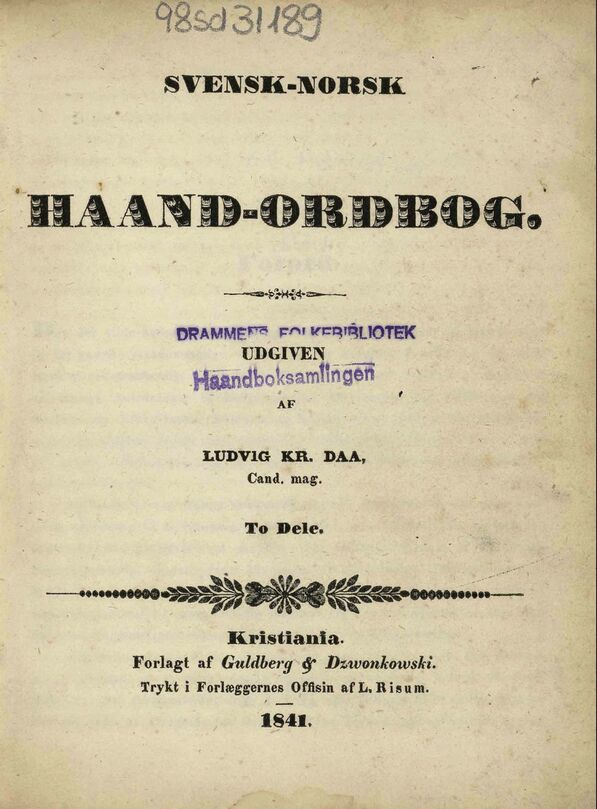 98sd31189
SVENSK-NORSK
HAAND-ORDBOG.
DRAMMENS FOLKEBIBLIOTEK
UDGIVEN
Haandboksamlingen
AF
LUDVIG KR. DAA,
Cand. mag.
To Dele.
Kristiania.
Forlagt af Guldberg & Dzwonkowski.
Trykt i Forlæggernes Offisin af L. Risum.
1841.